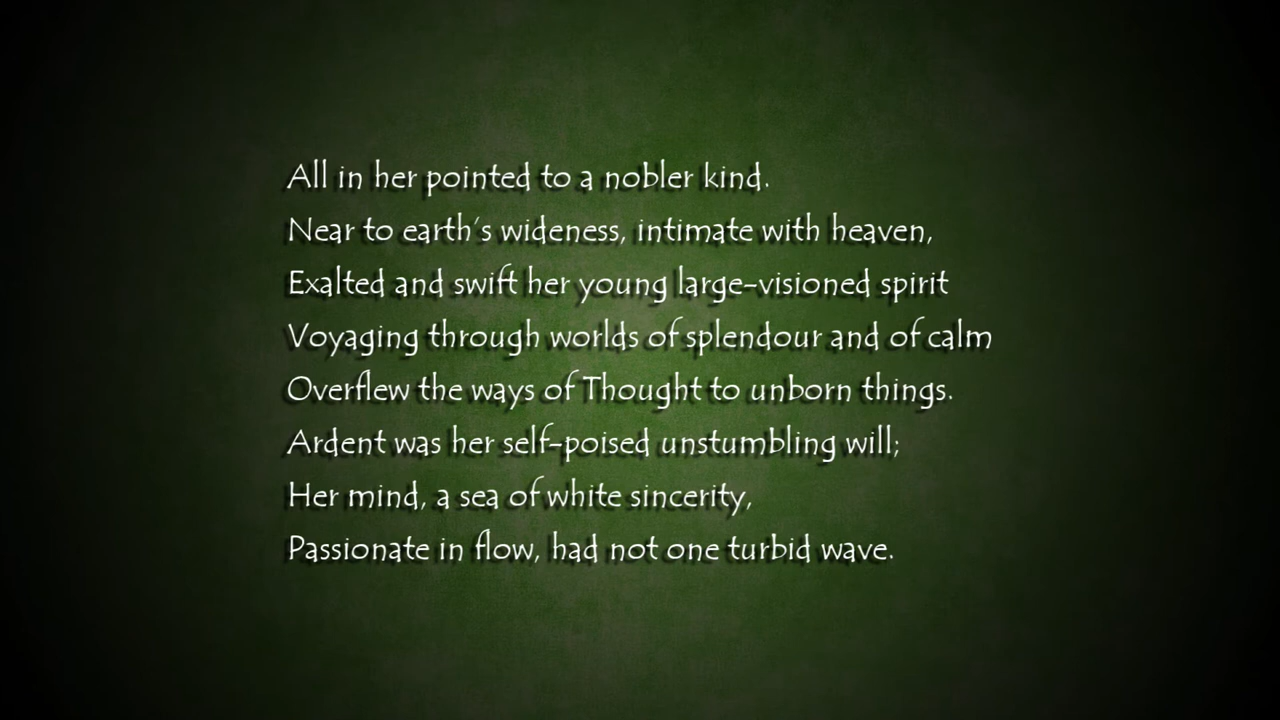 All in her pointed to a nobler kind.
Near to earth's wideness, intimate with heaven,
Exalted and swift her young large-visioned spirit
Voyaging through worlds of splendour and of calm
Overflew the ways of Thought to unborn things.
Ardent was her self-poised unstumbling will;
Her mind, a sea of white sincerity,
Passionate in flow, had not one turbid wave.